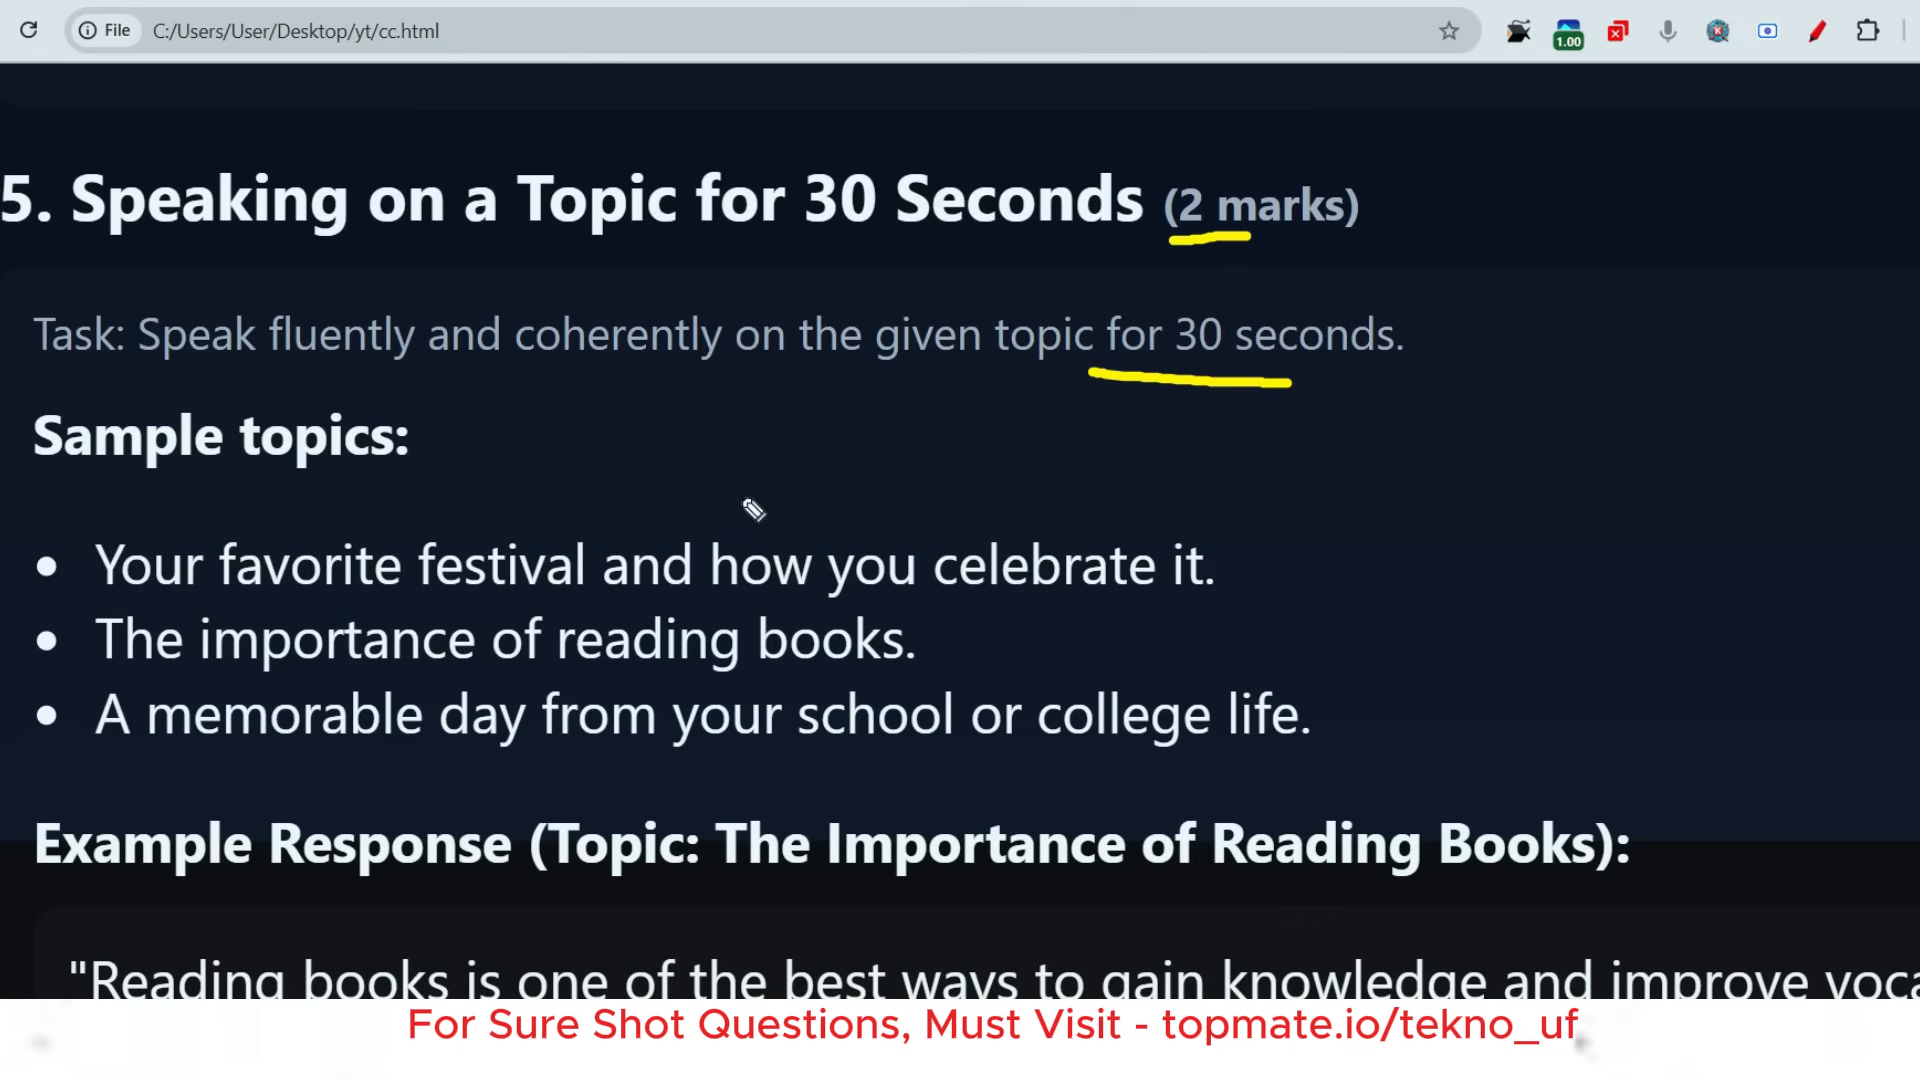 File C:/Users/User/Desktop/yt/cc.html
1.00
K
5. Speaking on a Topic for 30 Seconds (2 marks)
Task: Speak fluently and coherently on the given topic for 30 seconds.
Sample topics:
• Your favorite festival and how you celebrate it.
• The importance of reading books.
• A memorable day from your school or college life.
Example Response (Topic: The Importance of Reading Books):
"Reading books is one of the best ways to gain knowledge and improve voca
For Sure Shot Questions, Must Visit - topmate.io/tekno_uf